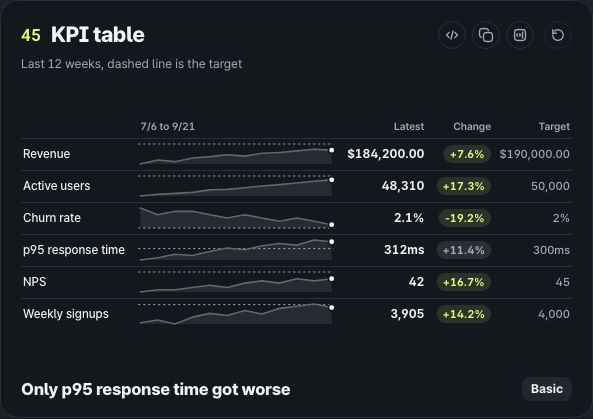 45 KPI table
Last 12 weeks, dashed line is the target
7/6 to 9/21 Latest Change Target
Revenue $184,200.00 +7.6% $190,000.00
Active users 48,310 +17.3% 50,000
Churn rate 2.1% -19.2% 2%
p95 response time 312ms +11.4% 300ms
NPS 42 +16.7% 45
Weekly signups 3,905 +14.2% 4,000
Only p95 response time got worse Basic